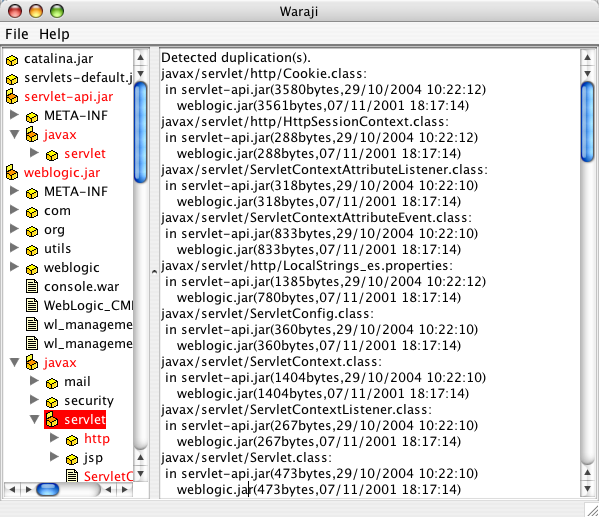 Waraji
File Help
catalina.jar
servlets-default.j
servlet-api.jar
META-INF
javax
servlet
weblogic.jar
META-INF
com
org
utils
weblogic
console.war
WebLogic_CM
wl_manageme
wl_manageme
javax
mail
security
servlet
http
jsp
ServletC
Detected duplication(s).
javax/servlet/http/Cookie.class:
in servlet-api.jar(3580bytes,29/10/2004 10:22:12)
weblogic.jar(3561bytes,07/11/2001 18:17:14)
javax/servlet/http/HttpSessionContext.class:
in servlet-api.jar(288bytes,29/10/2004 10:22:12)
weblogic.jar(288bytes,07/11/2001 18:17:14)
javax/servlet/ServletContextAttributeListener.class:
in servlet-api.jar(318bytes,29/10/2004 10:22:10)
weblogic.jar(318bytes,07/11/2001 18:17:14)
javax/servlet/ServletContextAttributeEvent.class:
in servlet-api.jar(833bytes,29/10/2004 10:22:10)
weblogic.jar(833bytes,07/11/2001 18:17:14)
javax/servlet/http/LocalStrings_es.properties:
in servlet-api.jar(1385bytes,29/10/2004 10:22:12)
weblogic.jar(780bytes,07/11/2001 18:17:14)
javax/servlet/ServletConfig.class:
in servlet-api.jar(360bytes,29/10/2004 10:22:10)
weblogic.jar(360bytes,07/11/2001 18:17:14)
javax/servlet/ServletContext.class:
in servlet-api.jar(1404bytes,29/10/2004 10:22:10)
weblogic.jar(1404bytes,07/11/2001 18:17:14)
javax/servlet/ServletContextListener.class:
in servlet-api.jar(267bytes,29/10/2004 10:22:10)
weblogic.jar(267bytes,07/11/2001 18:17:14)
javax/servlet/Servlet.class:
in servlet-api.jar(473bytes,29/10/2004 10:22:10)
weblogic.jar(473bytes,07/11/2001 18:17:14)